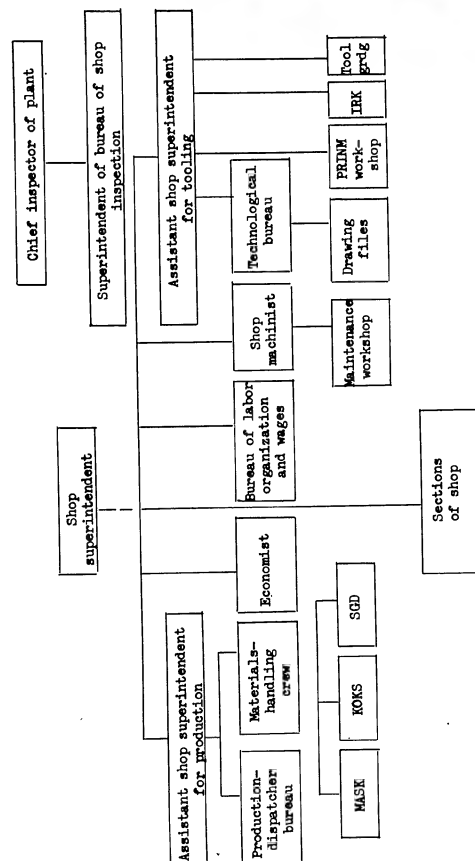 Chief inspector of plant
Shop
superintendent
Superintendent of bureau of shop
inspection
Assistant shop superintendent
for production
Assistant shop superintendent
for tooling
Production-
dispatcher
bureau
Materials-
handling
crew
Economist
Bureau of labor
organization
and wages
Shop
machinist
Technological
bureau
PRINM
work-
shop
IRK
Tool
grdg
MASK
KOKS
SGD
Sections
of shop
Maintenance
workshop
Drawing
files